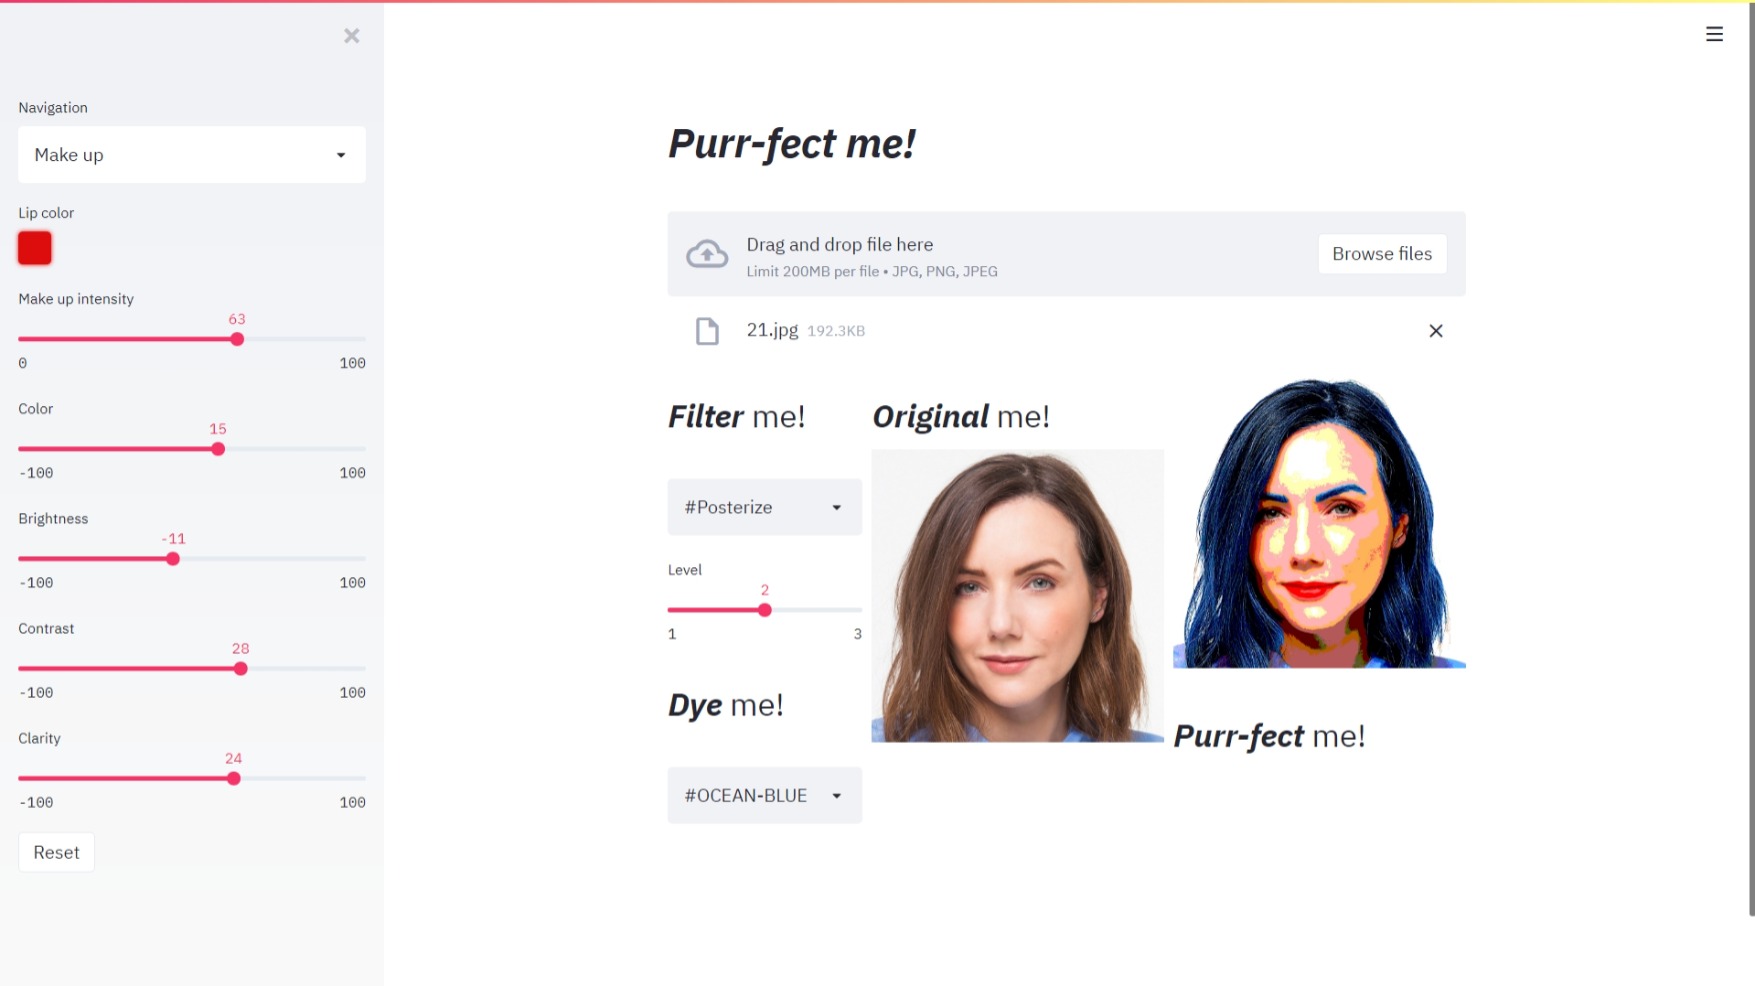 Navigation
Make up
Lip color
Make up intensity
63
0 100
Color
15
-100 100
Brightness
-11
-100 100
Contrast
28
-100 100
Clarity
24
-100 100
Reset
Purr-fect me!
Drag and drop file here
Limit 200MB per file • JPG, PNG, JPEG
Browse files
21.jpg 192.3KB
Filter me!
#Posterize
Level
2
1 3
Dye me!
#OCEAN-BLUE
Original me!
Purr-fect me!